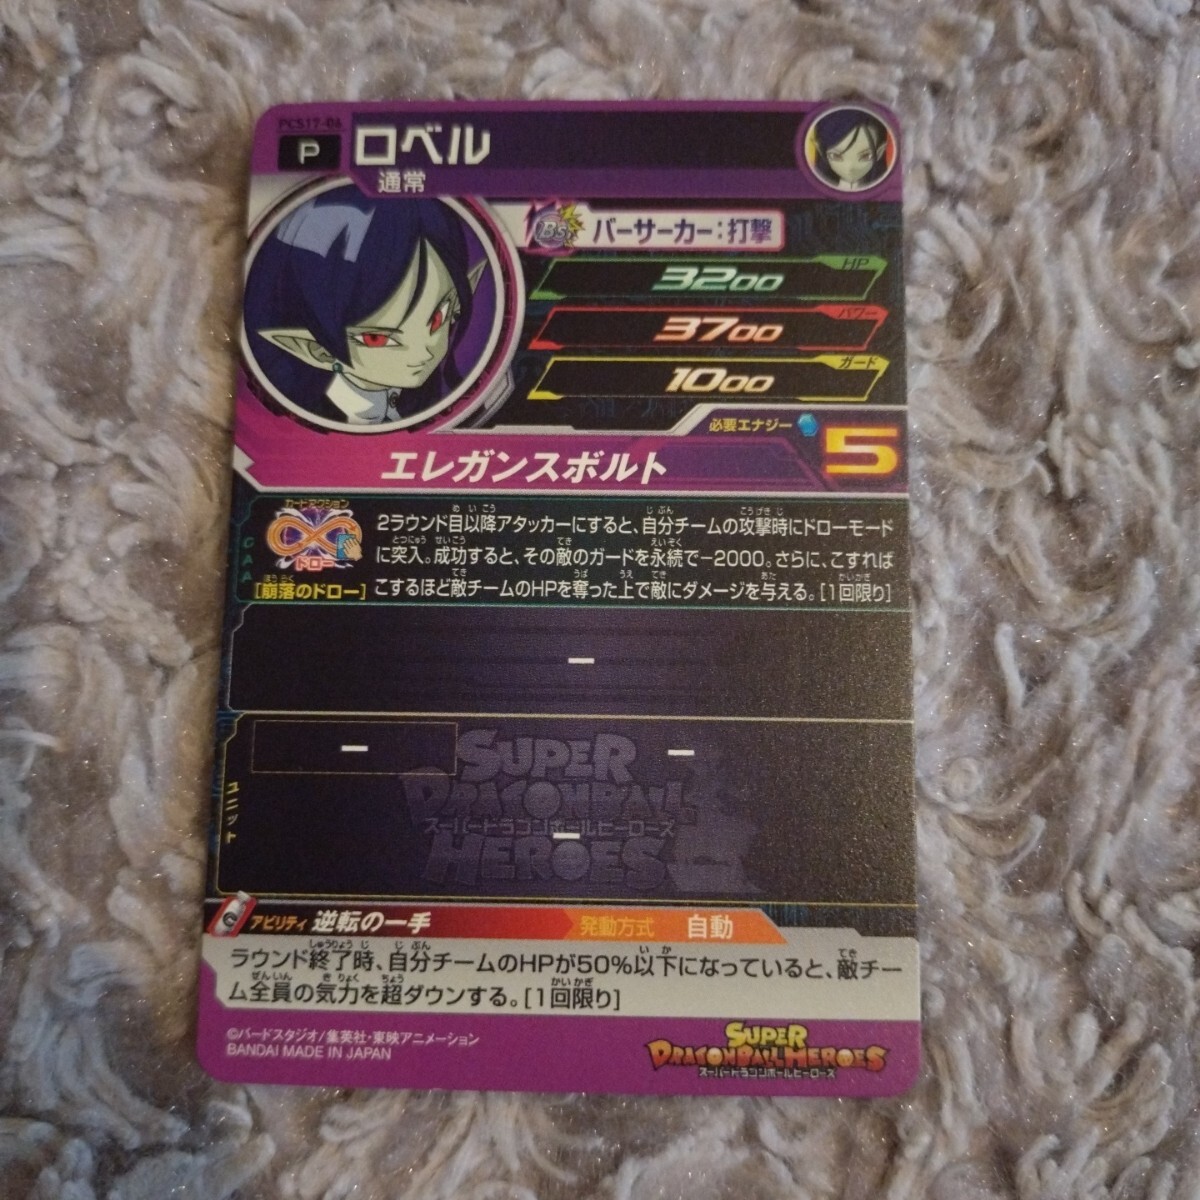 PCS17-06
P
ロベル
通常
BS
バーサーカー:打撃
HP
3200
パワー
3700
ガード
1000
必要エナジー
5
エレガンスボルト
CAA
カードアクション
ドロー
[崩落のドロー]
2ラウンド目以降アタッカーにすると、自分チームの攻撃時にドローモード
に突入。成功すると、その敵のガードを永続で-2000。さらに、こすれば
こするほど敵チームのHPを奪った上で敵にダメージを与える。[1回限り]
ー
ユニット
ー
ー
ー
SUPER
DRAGONBALL
スーパードラゴンボールヒーローズ
HEROES
アビリティ 逆転の一手
発動方式 自動
ラウンド終了時、自分チームのHPが50%以下になっていると、敵チー
ム全員の気力を超ダウンする。[1回限り]
©バードスタジオ/集英社・東映アニメーション
BANDAI MADE IN JAPAN
SUPER
DRAGONBALL HEROES
スーパードラゴンボールヒーローズ